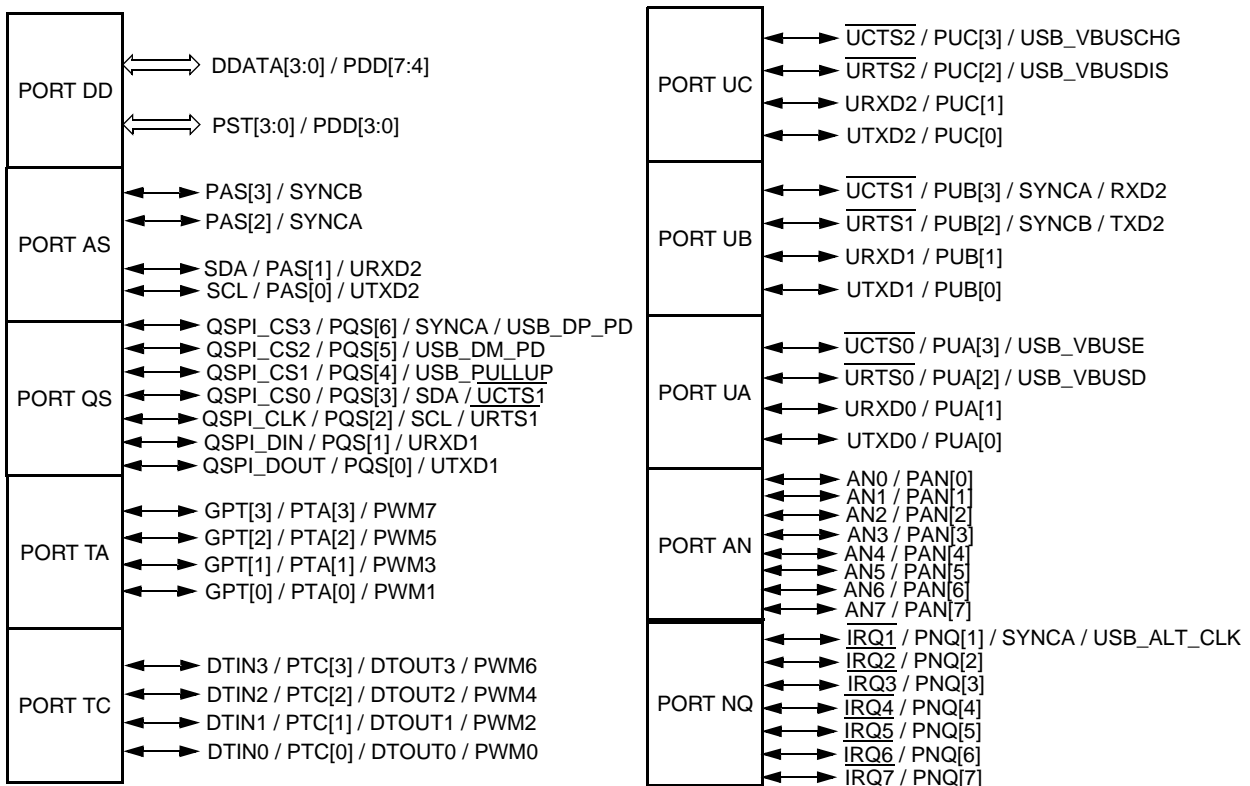 PORT DD
DDATA[3:0] / PDD[7:4]
PST[3:0] / PDD[3:0]
PORT AS
PAS[3] / SYNCB
PAS[2] / SYNCA
SDA / PAS[1] / URXD2
SCL / PAS[0] / UTXD2
PORT QS
QSPI_CS3 / PQS[6] / SYNCA / USB_DP_PD
QSPI_CS2 / PQS[5] / USB_DM_PD
QSPI_CS1 / PQS[4] / USB_PULLUP
QSPI_CS0 / PQS[3] / SDA / UCTS1
QSPI_CLK / PQS[2] / SCL / URTS1
QSPI_DIN / PQS[1] / URXD1
QSPI_DOUT / PQS[0] / UTXD1
PORT TA
GPT[3] / PTA[3] / PWM7
GPT[2] / PTA[2] / PWM5
GPT[1] / PTA[1] / PWM3
GPT[0] / PTA[0] / PWM1
PORT TC
DTIN3 / PTC[3] / DTOUT3 / PWM6
DTIN2 / PTC[2] / DTOUT2 / PWM4
DTIN1 / PTC[1] / DTOUT1 / PWM2
DTIN0 / PTC[0] / DTOUT0 / PWM0
PORT UC
UCTS2 / PUC[3] / USB_VBUSCHG
URTS2 / PUC[2] / USB_VBUSDIS
URXD2 / PUC[1]
UTXD2 / PUC[0]
PORT UB
UCTS1 / PUB[3] / SYNCA / RXD2
URTS1 / PUB[2] / SYNCB / TXD2
URXD1 / PUB[1]
UTXD1 / PUB[0]
PORT UA
UCTS0 / PUA[3] / USB_VBUSE
URTS0 / PUA[2] / USB_VBUSD
URXD0 / PUA[1]
UTXD0 / PUA[0]
PORT AN
AN0 / PAN[0]
AN1 / PAN[1]
AN2 / PAN[2]
AN3 / PAN[3]
AN4 / PAN[4]
AN5 / PAN[5]
AN6 / PAN[6]
AN7 / PAN[7]
PORT NQ
IRQ1 / PNQ[1] / SYNCA / USB_ALT_CLK
IRQ2 / PNQ[2]
IRQ3 / PNQ[3]
IRQ4 / PNQ[4]
IRQ5 / PNQ[5]
IRQ6 / PNQ[6]
IRQ7 / PNQ[7]